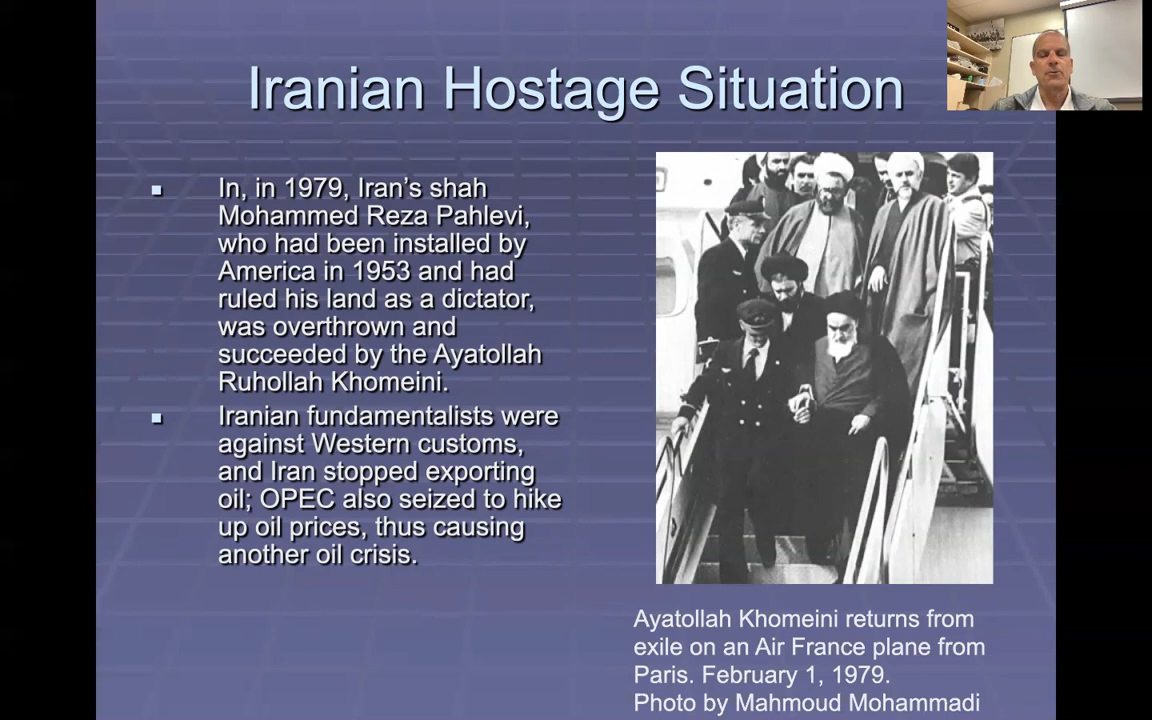 Iranian Hostage Situation
In, in 1979, Iran's shah
Mohammed Reza Pahlevi,
who had been installed by
America in 1953 and had
ruled his land as a dictator,
was overthrown and
succeeded by the Ayatollah
Ruhollah Khomeini.
Iranian fundamentalists were
against Western customs,
and Iran stopped exporting
oil; OPEC also seized to hike
up oil prices, thus causing
another oil crisis.
Ayatollah Khomeini returns from
exile on an Air France plane from
Paris. February 1, 1979.
Photo by Mahmoud Mohammadi